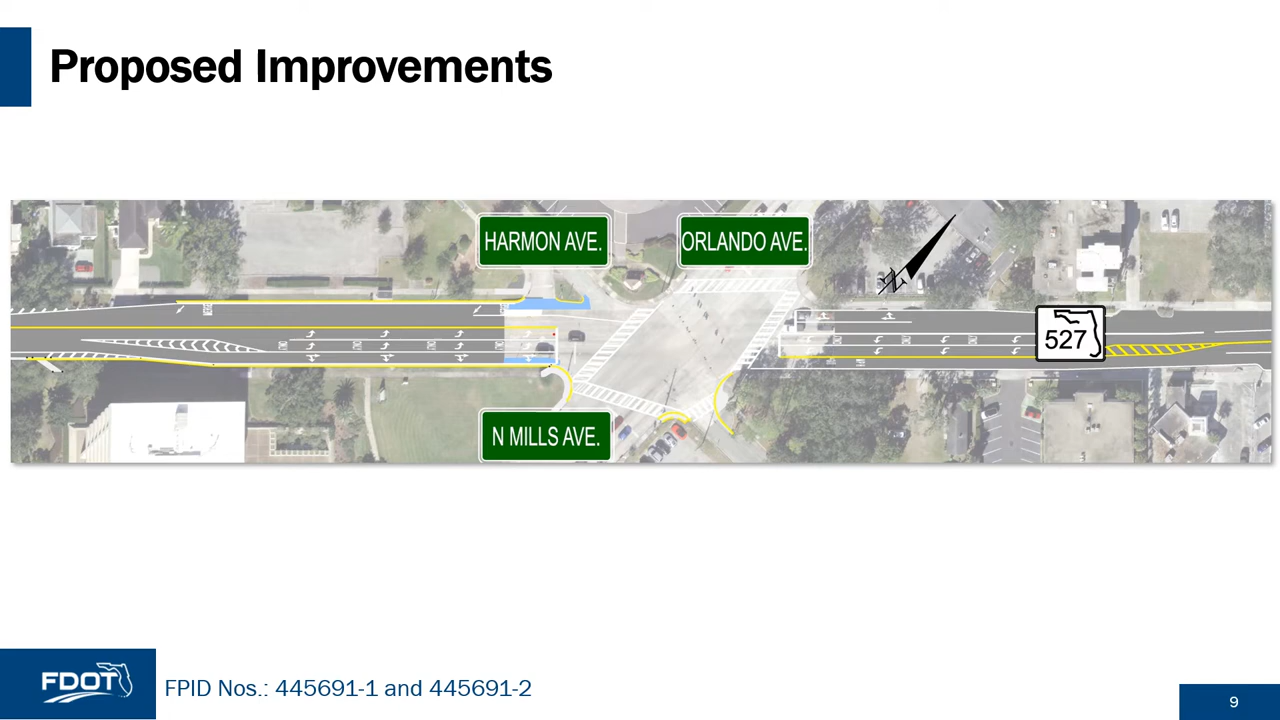 Proposed Improvements
HARMON AVE.
ORLANDO AVE.
N
527
N MILLS AVE.
FDOT
FPID Nos.: 445691-1 and 445691-2
9